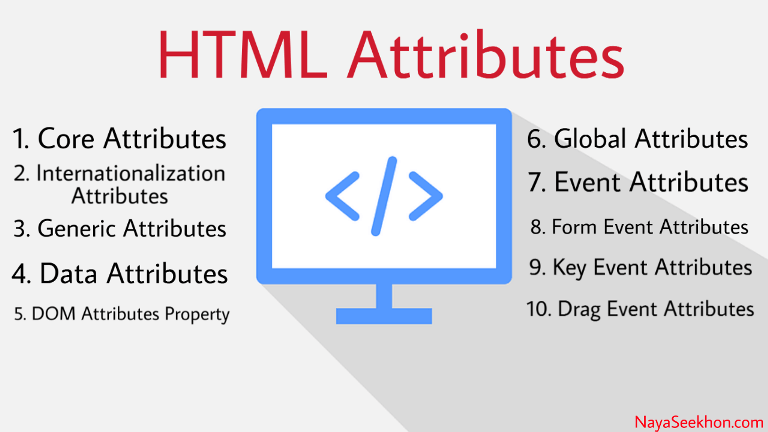 HTML Attributes
1. Core Attributes
2. Internationalization
Attributes
3. Generic Attributes
4. Data Attributes
5. DOM Attributes Property
</>
6. Global Attributes
7. Event Attributes
8. Form Event Attributes
9. Key Event Attributes
10. Drag Event Attributes
NayaSeekhon.com